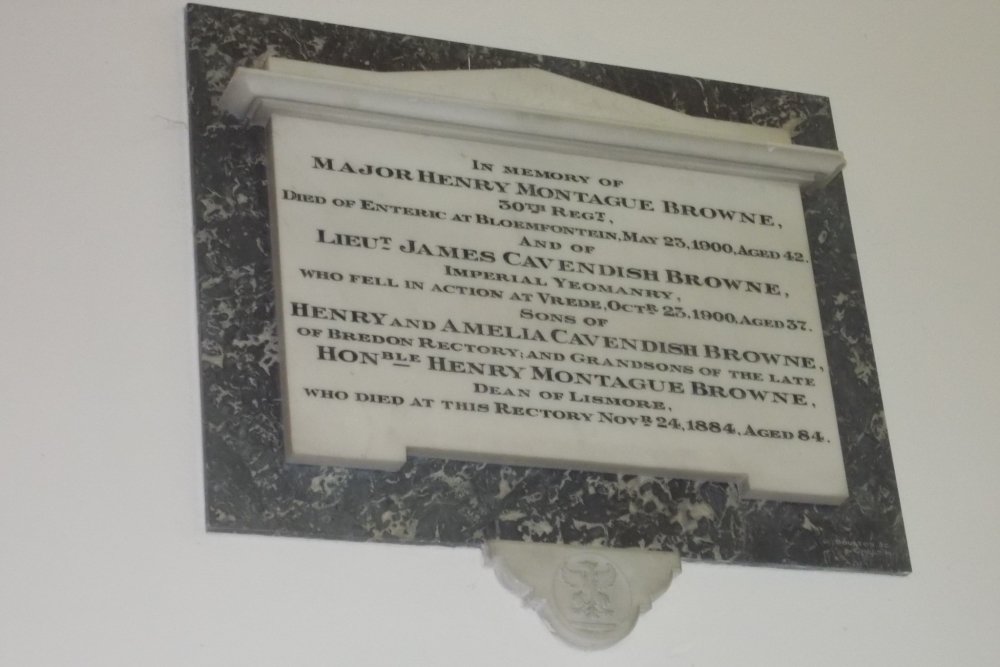 IN MEMORY OF
MAJOR HENRY MONTAGUE BROWNE,
30TH REGT,
DIED OF ENTERIC AT BLOEMFONTEIN, MAY 23, 1900, AGED 42.
AND OF
LIEUT JAMES CAVENDISH BROWNE,
IMPERIAL YEOMANRY,
WHO FELL IN ACTION AT VREDE, OCTR 23, 1900, AGED 37.
SONS OF
HENRY AND AMELIA CAVENDISH BROWNE,
OF BREDON RECTORY; AND GRANDSONS OF THE LATE
HONBLE HENRY MONTAGUE BROWNE,
DEAN OF LISMORE,
WHO DIED AT THIS RECTORY NOVR 24, 1884, AGED 84.